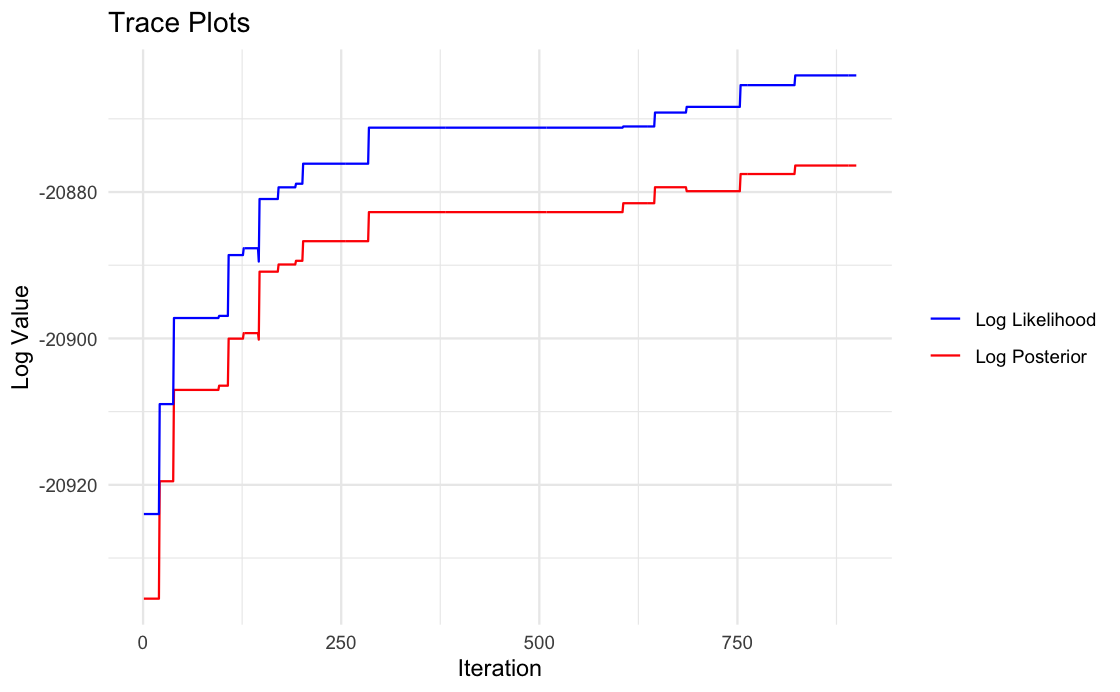 Trace Plots
Log Value
-20880
-20900
-20920
0 250 500 750
Iteration
Log Likelihood
Log Posterior